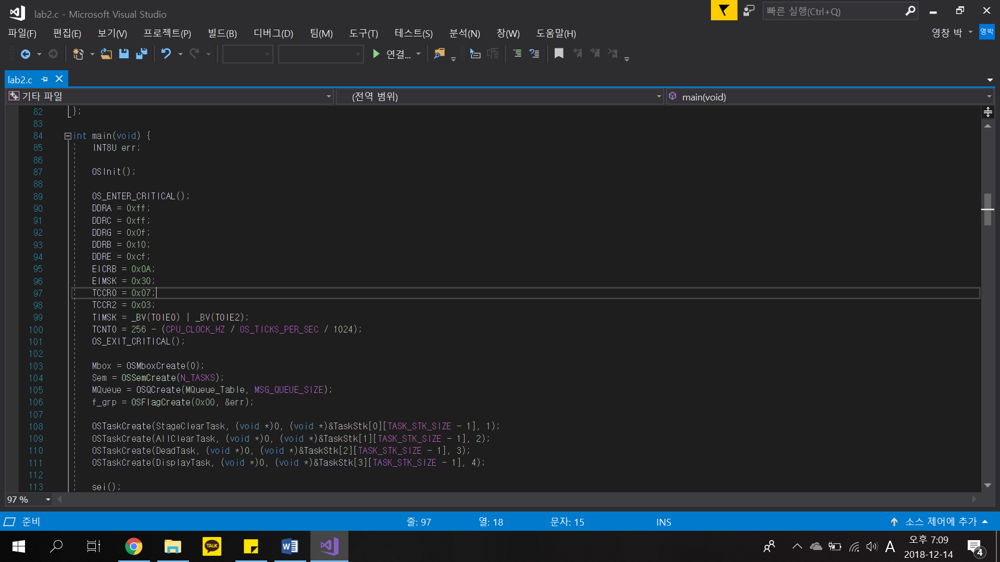 lab2.c - Microsoft Visual Studio
빠른 실행(Ctrl+Q)
파일(F) 편집(E) 보기(V) 프로젝트(P) 빌드(B) 디버그(D) 팀(M) 도구(T) 테스트(S) 분석(N) 창(W) 도움말(H)
영창 박 영박
연결...
lab2.c
기타 파일 (전역 범위) main(void)
82 };
83
84 int main(void) {
85 INT8U err;
86
87 OSInit();
88
89 OS_ENTER_CRITICAL();
90 DDRA = 0xff;
91 DDRC = 0xff;
92 DDRG = 0x0f;
93 DDRB = 0x10;
94 DDRE = 0xcf;
95 EICRB = 0x0A;
96 EIMSK = 0x30;
97 TCCR0 = 0x07;
98 TCCR2 = 0x03;
99 TIMSK = _BV(TOIE0) | _BV(TOIE2);
100 TCNT0 = 256 - (CPU_CLOCK_HZ / OS_TICKS_PER_SEC / 1024);
101 OS_EXIT_CRITICAL();
102
103 Mbox = OSMboxCreate(0);
104 Sem = OSSemCreate(N_TASKS);
105 MQueue = OSQCreate(MQueue_Table, MSG_QUEUE_SIZE);
106 f_grp = OSFlagCreate(0x00, &err);
107
108 OSTaskCreate(StageClearTask, (void *)0, (void *)&TaskStk[0][TASK_STK_SIZE - 1], 1);
109 OSTaskCreate(AllClearTask, (void *)0, (void *)&TaskStk[1][TASK_STK_SIZE - 1], 2);
110 OSTaskCreate(DeadTask, (void *)0, (void *)&TaskStk[2][TASK_STK_SIZE - 1], 3);
111 OSTaskCreate(DisplayTask, (void *)0, (void *)&TaskStk[3][TASK_STK_SIZE - 1], 4);
112
113 sei();
97 %
준비 줄: 97 열: 18 문자: 15 INS 소스 제어에 추가
TALK
A
오후 7:09
2018-12-14
4